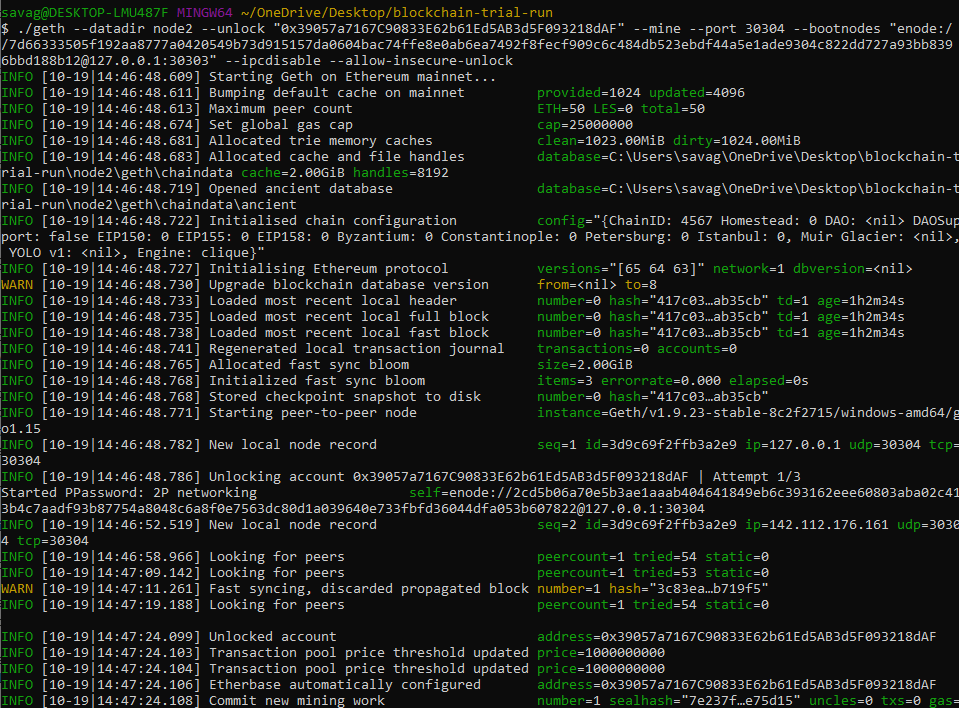 savag@DESKTOP-LMU487F MINGW64 ~/OneDrive/Desktop/blockchain-trial-run
$ ./geth --datadir node2 --unlock "0x39057a7167C90833E62b61Ed5AB3d5F093218dAF" --mine --port 30304 --bootnodes "enode:/
/7d66333505f192aa8777a0420549b73d915157da0604bac74ffe8e0ab6ea7492f8fecf909c6c484db523ebdf44a5e1ade9304c822dd727a93bb839
6bbd188b12@127.0.0.1:30303" --ipcdisable --allow-insecure-unlock
INFO [10-19|14:46:48.609] Starting Geth on Ethereum mainnet...
INFO [10-19|14:46:48.611] Bumping default cache on mainnet         provided=1024 updated=4096
INFO [10-19|14:46:48.613] Maximum peer count                       ETH=50 LES=0 total=50
INFO [10-19|14:46:48.674] Set global gas cap                       cap=25000000
INFO [10-19|14:46:48.681] Allocated trie memory caches             clean=1023.00MiB dirty=1024.00MiB
INFO [10-19|14:46:48.683] Allocated cache and file handles         database=C:\Users\savag\OneDrive\Desktop\blockchain-t
rial-run\node2\geth\chaindata cache=2.00GiB handles=8192
INFO [10-19|14:46:48.719] Opened ancient database                  database=C:\Users\savag\OneDrive\Desktop\blockchain-t
rial-run\node2\geth\chaindata\ancient
INFO [10-19|14:46:48.722] Initialised chain configuration          config="{ChainID: 4567 Homestead: 0 DAO: <nil> DAOSup
port: false EIP150: 0 EIP155: 0 EIP158: 0 Byzantium: 0 Constantinople: 0 Petersburg: 0 Istanbul: 0, Muir Glacier: <nil>,
 YOLO v1: <nil>, Engine: clique}"
INFO [10-19|14:46:48.727] Initialising Ethereum protocol           versions="[65 64 63]" network=1 dbversion=<nil>
WARN [10-19|14:46:48.730] Upgrade blockchain database version      from=<nil> to=8
INFO [10-19|14:46:48.733] Loaded most recent local header          number=0 hash="417c03…ab35cb" td=1 age=1h2m34s
INFO [10-19|14:46:48.735] Loaded most recent local full block      number=0 hash="417c03…ab35cb" td=1 age=1h2m34s
INFO [10-19|14:46:48.738] Loaded most recent local fast block      number=0 hash="417c03…ab35cb" td=1 age=1h2m34s
INFO [10-19|14:46:48.741] Regenerated local transaction journal    transactions=0 accounts=0
INFO [10-19|14:46:48.765] Allocated fast sync bloom                size=2.00GiB
INFO [10-19|14:46:48.768] Initialized fast sync bloom              items=3 errorrate=0.000 elapsed=0s
INFO [10-19|14:46:48.768] Stored checkpoint snapshot to disk       number=0 hash="417c03…ab35cb"
INFO [10-19|14:46:48.771] Starting peer-to-peer node               instance=Geth/v1.9.23-stable-8c2f2715/windows-amd64/g
o1.15
INFO [10-19|14:46:48.782] New local node record                    seq=1 id=3d9c69f2ffb3a2e9 ip=127.0.0.1 udp=30304 tcp=
30304
INFO [10-19|14:46:48.786] Unlocking account 0x39057a7167C90833E62b61Ed5AB3d5F093218dAF | Attempt 1/3
Started PPassword: 2P networking                   self=enode://2cd5b06a70e5b3ae1aaab404641849eb6c393162eee60803aba02c41
3b4c7aadf93b87754a8048c6a8f0e7563dc80d1a039640e733fbfd36044dfa053b607822@127.0.0.1:30304
INFO [10-19|14:46:52.519] New local node record                    seq=2 id=3d9c69f2ffb3a2e9 ip=142.112.176.161 udp=3030
4 tcp=30304
INFO [10-19|14:46:58.966] Looking for peers                        peercount=1 tried=54 static=0
INFO [10-19|14:47:09.142] Looking for peers                        peercount=1 tried=53 static=0
WARN [10-19|14:47:11.261] Fast syncing, discarded propagated block number=1 hash="3c83ea…b719f5"
INFO [10-19|14:47:19.188] Looking for peers                        peercount=1 tried=54 static=0
INFO [10-19|14:47:24.099] Unlocked account                         address=0x39057a7167C90833E62b61Ed5AB3d5F093218dAF
INFO [10-19|14:47:24.103] Transaction pool price threshold updated price=1000000000
INFO [10-19|14:47:24.104] Transaction pool price threshold updated price=1000000000
INFO [10-19|14:47:24.106] Etherbase automatically configured       address=0x39057a7167C90833E62b61Ed5AB3d5F093218dAF
INFO [10-19|14:47:24.108] Commit new mining work                   number=1 sealhash="7e237f…e75d15" uncles=0 txs=0 gas=